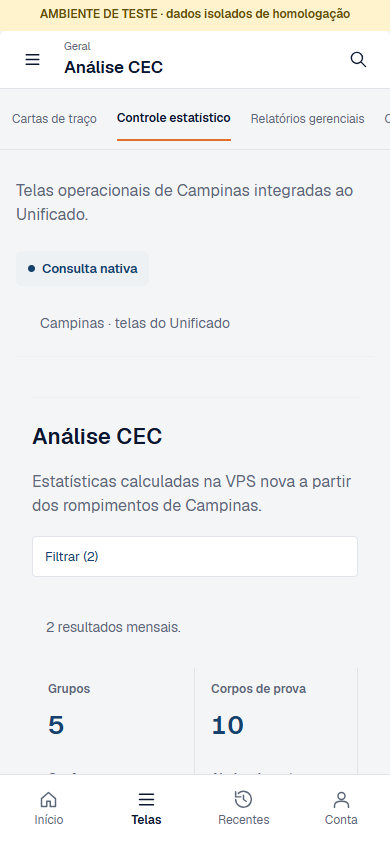 AMBIENTE DE TESTE · dados isolados de homologação
Geral
Análise CEC
Cartas de traço
Controle estatístico
Relatórios gerenciais
Telas operacionais de Campinas integradas ao
Unificado.
Consulta nativa
Campinas · telas do Unificado
Análise CEC
Estatísticas calculadas na VPS nova a partir
dos rompimentos de Campinas.
Filtrar (2)
2 resultados mensais.
Grupos
Corpos de prova
5
10
Início
Telas
Recentes
Conta